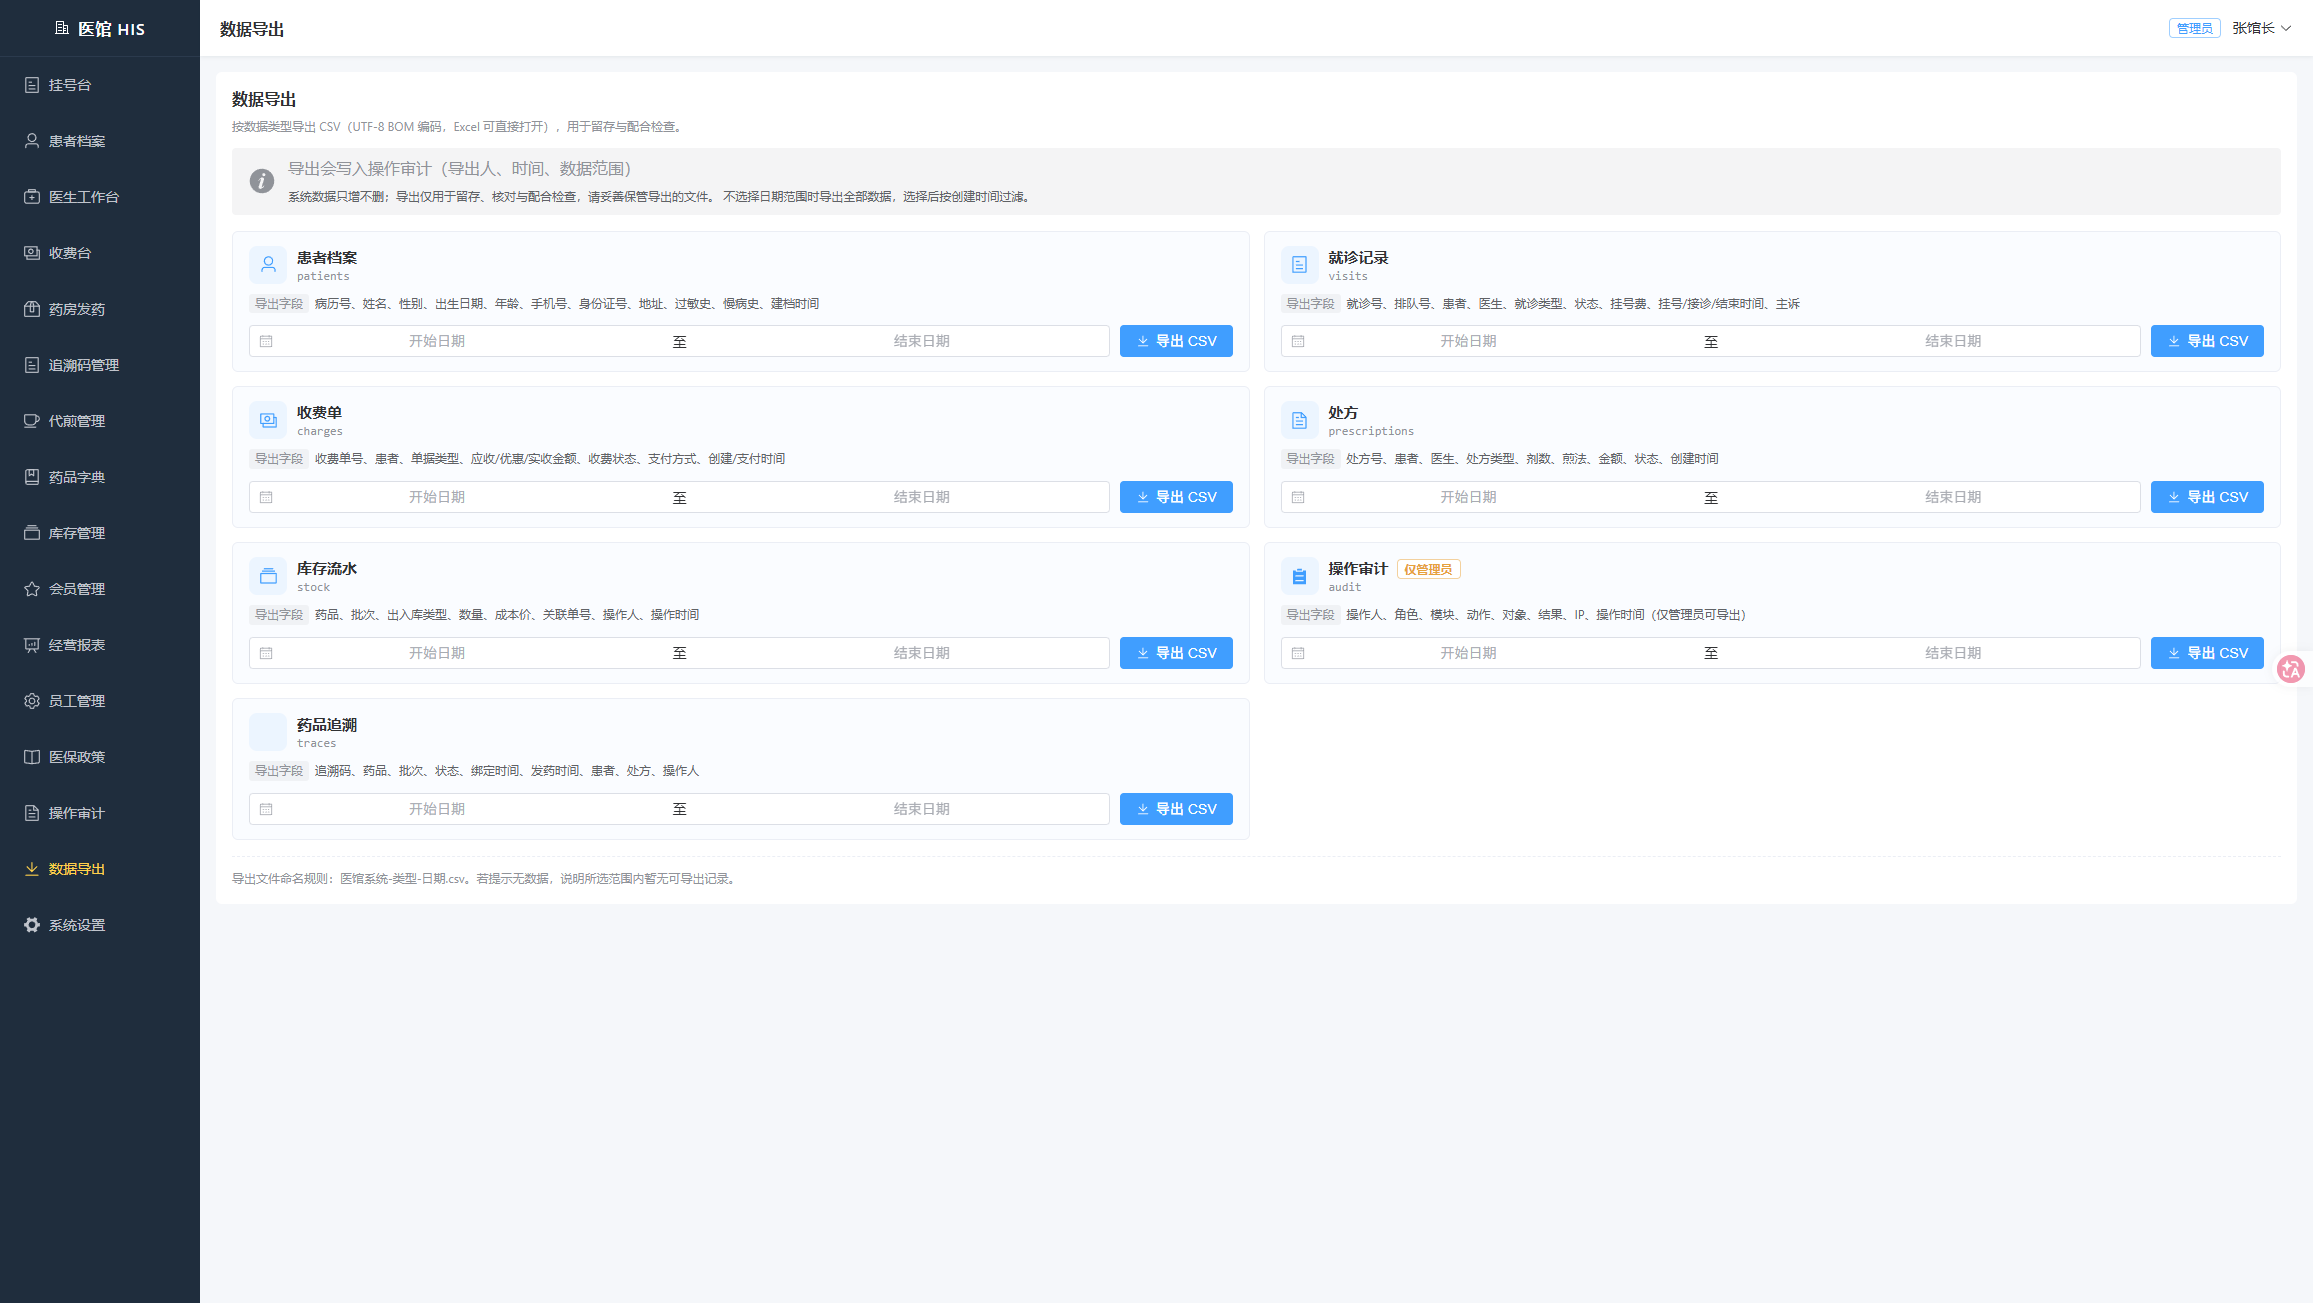 医馆 HIS
数据导出
管理员 张馆长
挂号台
患者档案
医生工作台
收费台
药房发药
追溯码管理
代煎管理
药品字典
库存管理
会员管理
经营报表
员工管理
医保政策
操作审计
数据导出
系统设置
数据导出
按数据类型导出 CSV（UTF-8 BOM 编码，Excel 可直接打开），用于留存与配合检查。
导出会写入操作审计（导出人、时间、数据范围）
系统数据只增不删；导出仅用于留存、核对与配合检查，请妥善保管导出的文件。 不选择日期范围时导出全部数据，选择后按创建时间过滤。
患者档案
patients
导出字段 病历号、姓名、性别、出生日期、年龄、手机号、身份证号、地址、过敏史、慢病史、建档时间
开始日期 至 结束日期 导出 CSV
就诊记录
visits
导出字段 就诊号、排队号、患者、医生、就诊类型、状态、挂号费、挂号/接诊/结束时间、主诉
开始日期 至 结束日期 导出 CSV
收费单
charges
导出字段 收费单号、患者、单据类型、应收/优惠/实收金额、收费状态、支付方式、创建/支付时间
开始日期 至 结束日期 导出 CSV
处方
prescriptions
导出字段 处方号、患者、医生、处方类型、剂数、煎法、金额、状态、创建时间
开始日期 至 结束日期 导出 CSV
库存流水
stock
导出字段 药品、批次、出入库类型、数量、成本价、关联单号、操作人、操作时间
开始日期 至 结束日期 导出 CSV
操作审计 仅管理员
audit
导出字段 操作人、角色、模块、动作、对象、结果、IP、操作时间（仅管理员可导出）
开始日期 至 结束日期 导出 CSV
药品追溯
traces
导出字段 追溯码、药品、批次、状态、绑定时间、发药时间、患者、处方、操作人
开始日期 至 结束日期 导出 CSV
导出文件命名规则：医馆系统-类型-日期.csv。若提示无数据，说明所选范围内暂无可导出记录。